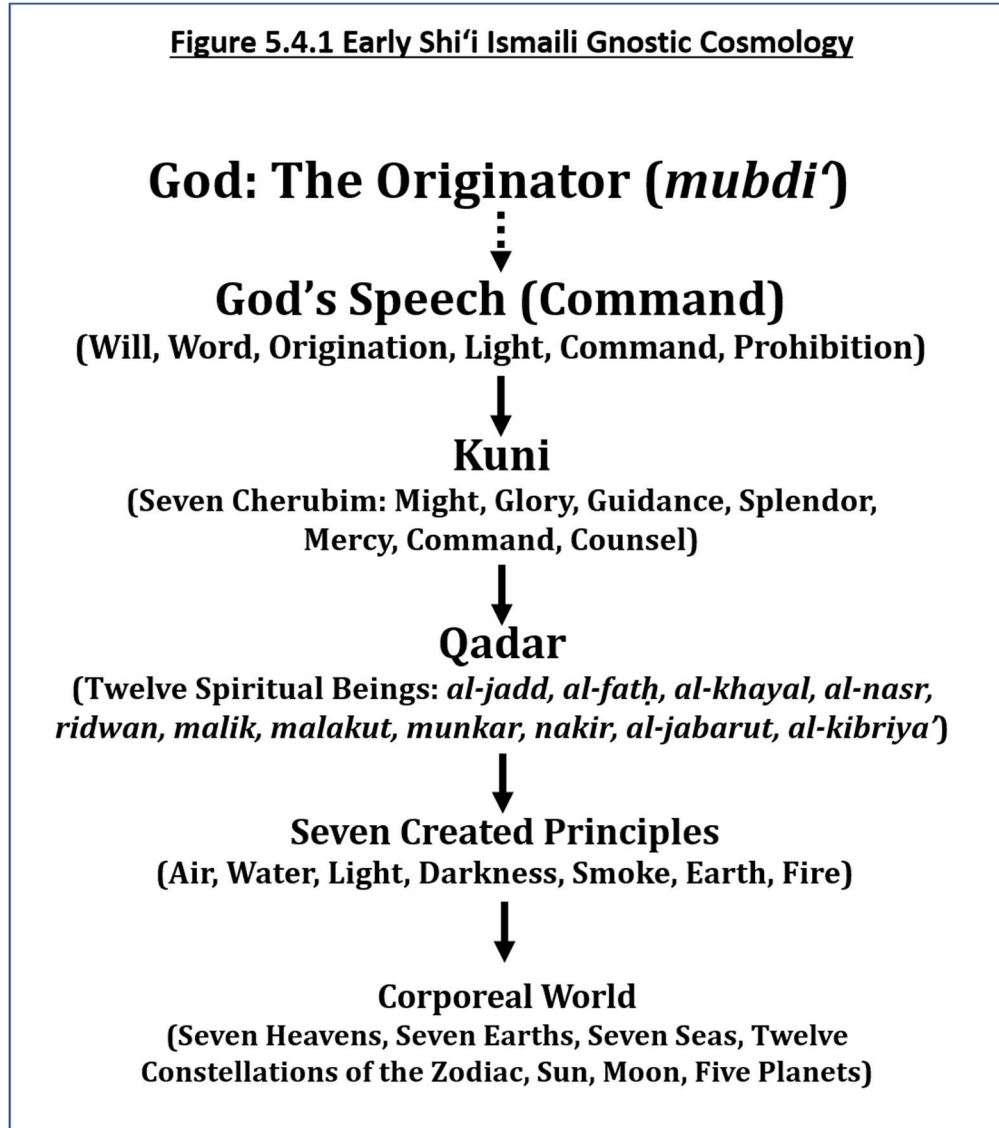 Figure 5.4.1 Early Shi‘i Ismaili Gnostic Cosmology
God: The Originator (mubdi‘)
God’s Speech (Command)
(Will, Word, Origination, Light, Command, Prohibition)
Kuni
(Seven Cherubim: Might, Glory, Guidance, Splendor,
Mercy, Command, Counsel)
Qadar
(Twelve Spiritual Beings: al-jadd, al-fatḥ, al-khayal, al-nasr,
ridwan, malik, malakut, munkar, nakir, al-jabarut, al-kibriya’)
Seven Created Principles
(Air, Water, Light, Darkness, Smoke, Earth, Fire)
Corporeal World
(Seven Heavens, Seven Earths, Seven Seas, Twelve
Constellations of the Zodiac, Sun, Moon, Five Planets)